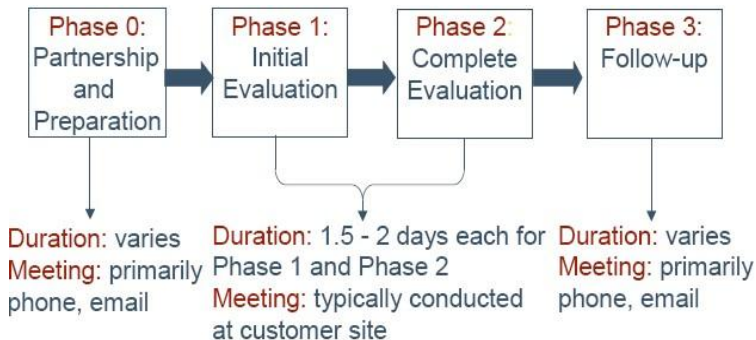 Phase 0:
Partnership
and
Preparation
Phase 1:
Initial
Evaluation
Phase 2:
Complete
Evaluation
Phase 3:
Follow-up
Duration: varies
Meeting: primarily
phone, email
Duration: 1.5 - 2 days each for
Phase 1 and Phase 2
Meeting: typically conducted
at customer site
Duration: varies
Meeting: primarily
phone, email